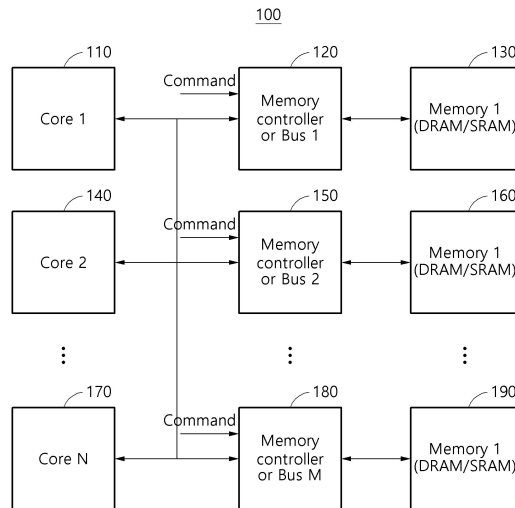 100
110
120
130
Command
Core 1
Memory
controller
or Bus 1
Memory 1
(DRAM/SRAM)
140
150
160
Command
Core 2
Memory
controller
or Bus 2
Memory 1
(DRAM/SRAM)
170
180
190
Command
Core N
Memory
controller
or Bus M
Memory 1
(DRAM/SRAM)